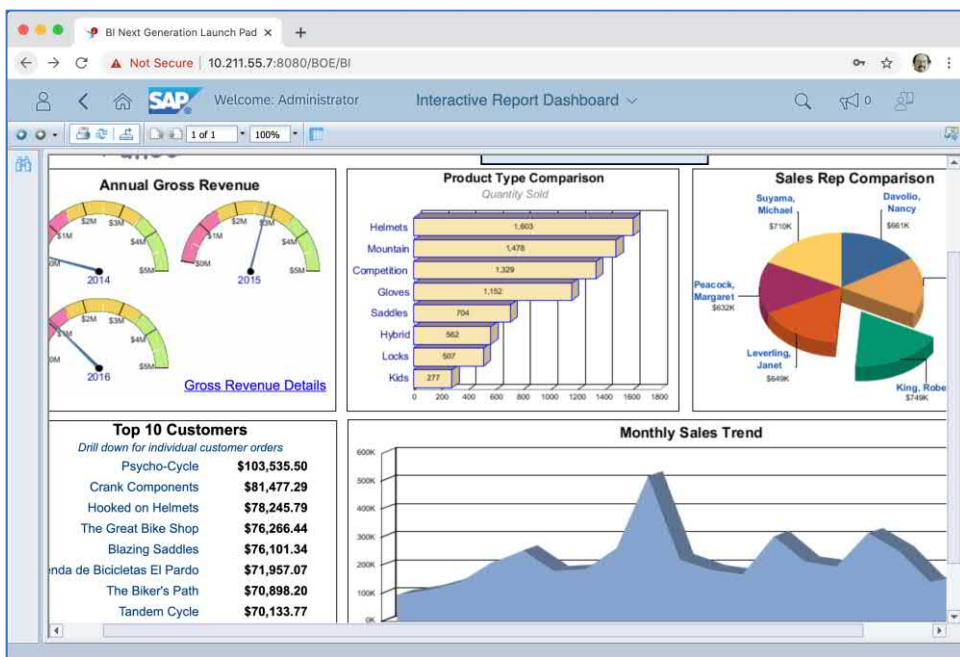 BI Next Generation Launch Pad
Not Secure 10.211.55.7:8080/BOE/BI
SAP Welcome: Administrator Interactive Report Dashboard 0
1 of 1 100%
Annual Gross Revenue
$1M $2M $3M $4M $5M
2014
$0M $1M $2M $3M $4M $5M
2015
$1M $2M $3M $4M $5M
2016
Gross Revenue Details
Product Type Comparison
Quantity Sold
Helmets 1,603
Mountain 1,478
Competition 1,329
Gloves 1,152
Saddles 704
Hybrid 562
Locks 507
Kids 277
0 200 400 600 800 1000 1200 1400 1600 1800
Sales Rep Comparison
Suyama,
Michael
$710K
Davolio,
Nancy
$661K
Peacock,
Margaret
$632K
Leverling,
Janet
$649K
King, Robe
$749K
Top 10 Customers
Drill down for individual customer orders
Psycho-Cycle $103,535.50
Crank Components $81,477.29
Hooked on Helmets $78,245.79
The Great Bike Shop $76,266.44
Blazing Saddles $76,101.34
nda de Bicicletas El Pardo $71,957.07
The Biker's Path $70,898.20
Tandem Cycle $70,133.77
Monthly Sales Trend
600K
500K
400K
300K
200K
100K
0K